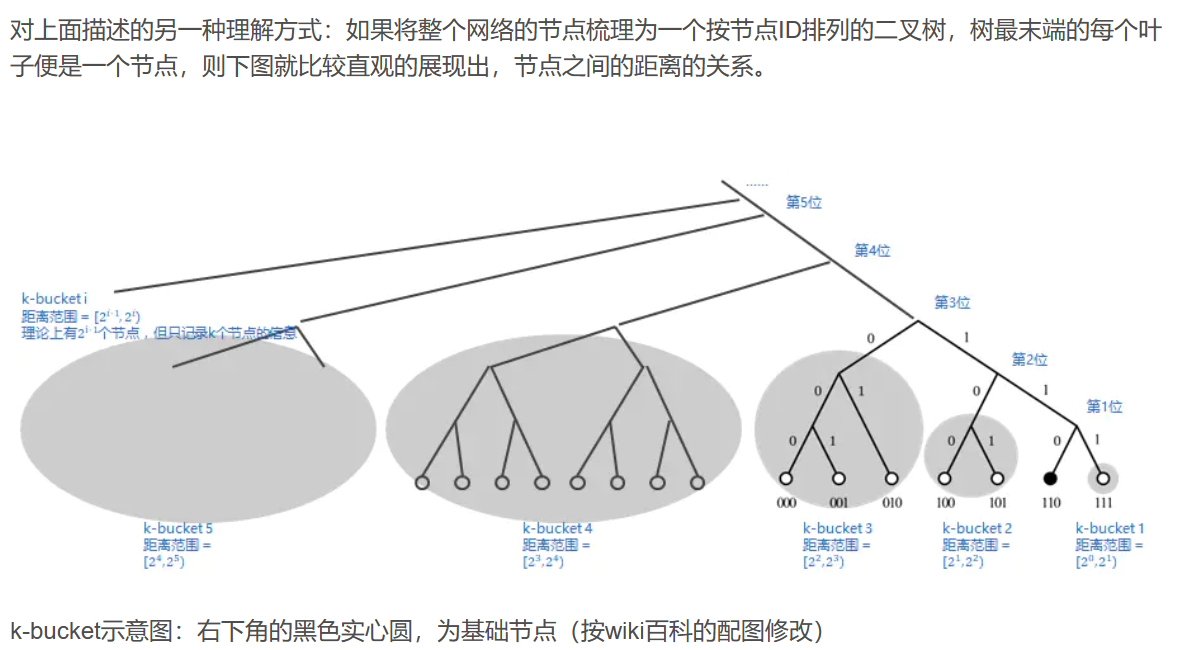 对上面描述的另一种理解方式：如果将整个网络的节点梳理为一个按节点ID排列的二叉树，树最末端的每个叶
子便是一个节点，则下图就比较直观的展现出，节点之间的距离的关系。
......
第5位
第4位
k-bucket i
距离范围 = [2^{i-1}, 2^i)
理论上有2^{i-1}个节点，但只记录k个节点的信息
第3位
0 1
第2位
0 1 0 1
第1位
0 1 0 1 0 1
000 001 010 100 101 110 111
k-bucket 5
距离范围 =
[2^4,2^5)
k-bucket 4
距离范围 =
[2^3,2^4)
k-bucket 3
距离范围 =
[2^2,2^3)
k-bucket 2
距离范围 =
[2^1,2^2)
k-bucket 1
距离范围 =
[2^0,2^1)
k-bucket示意图：右下角的黑色实心圆，为基础节点（按wiki百科的配图修改）